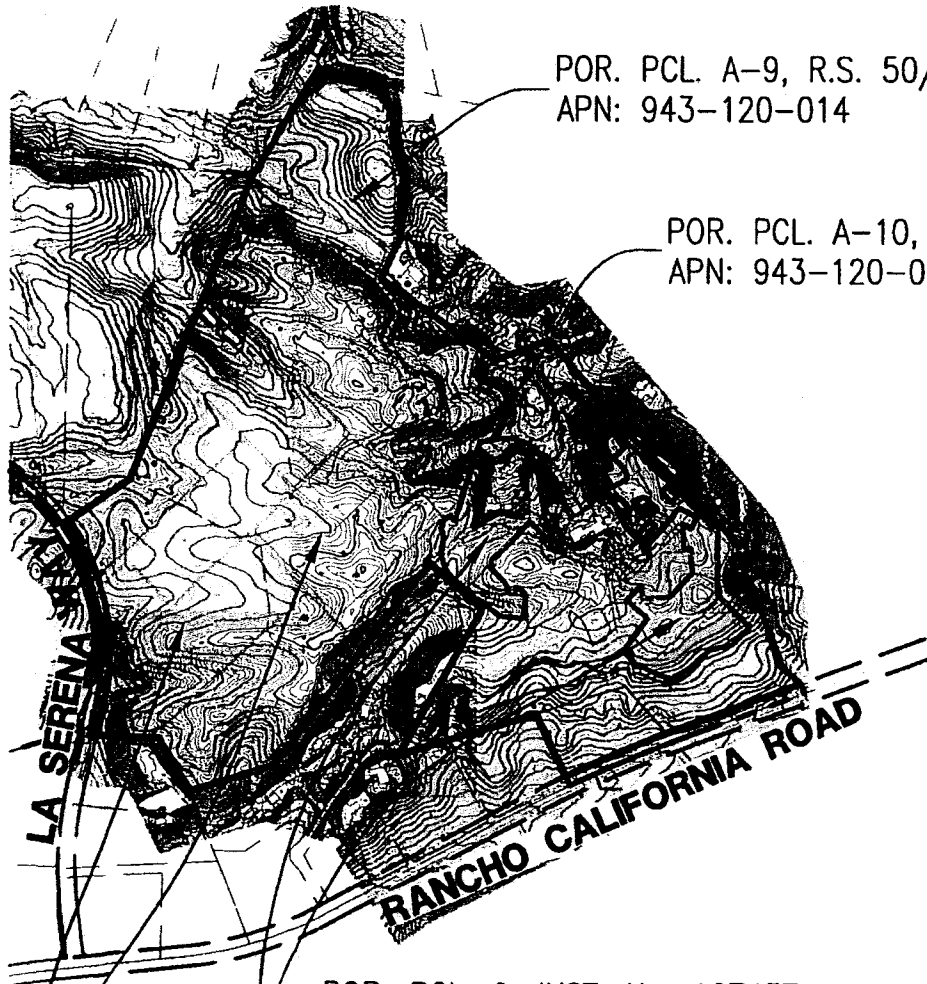 POR. PCL. A-9, R.S. 50/
APN: 943-120-014
POR. PCL. A-10,
APN: 943-120-0
LA SERENA WAY
RANCHO CALIFORNIA ROAD